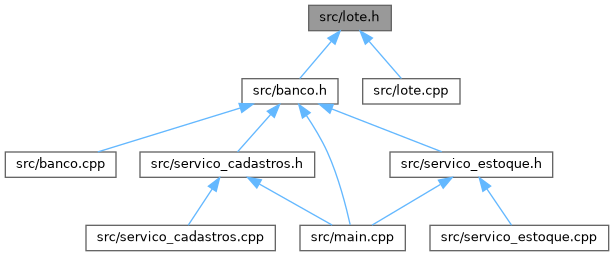 src/lote.h
src/banco.h
src/lote.cpp
src/banco.cpp
src/servico_cadastros.h
src/servico_estoque.h
src/servico_cadastros.cpp
src/main.cpp
src/servico_estoque.cpp